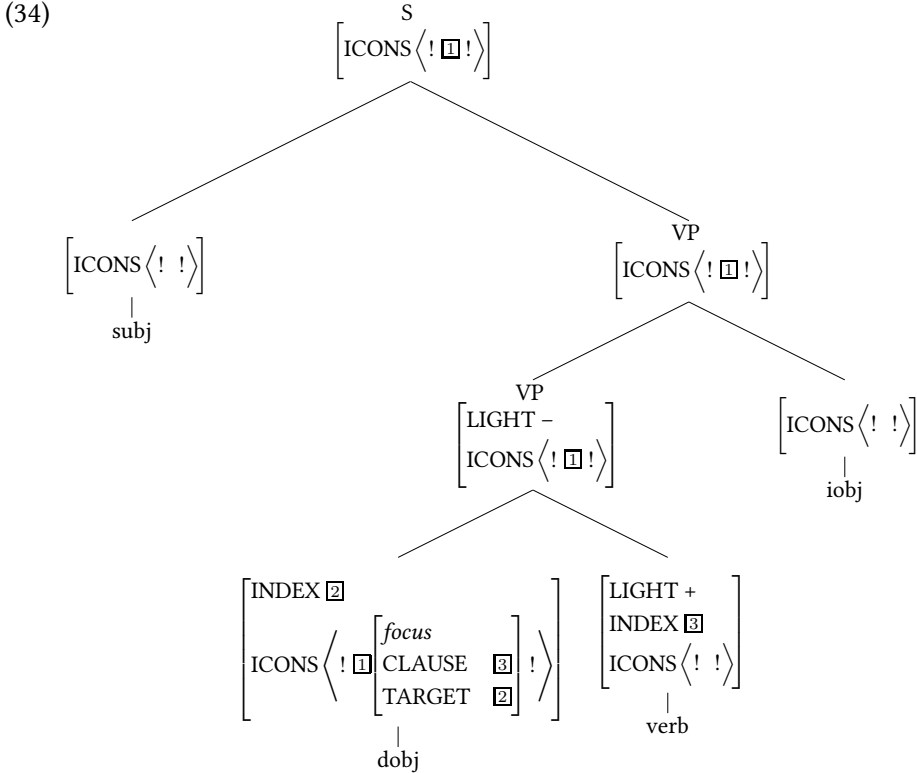 (34)
S
[ICONS⟨! 1 !⟩]
[ICONS⟨! !⟩]
subj
VP
[ICONS⟨! 1 !⟩]
VP
LIGHT –
ICONS⟨! 1 !⟩
[ICONS⟨! !⟩]
iobj
INDEX 2
ICONS⟨! 1 [focus
CLAUSE 3
TARGET 2] !⟩
dobj
LIGHT +
INDEX 3
ICONS⟨! !⟩
verb